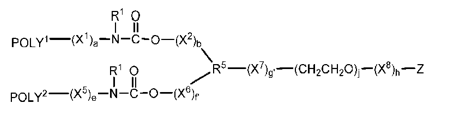 R¹ O
POLY¹—(X¹)ₐ—N—C—O—(X²)b
R⁵—(X⁷)g'—(CH₂CH₂O)j—(X⁸)h—Z
R¹ O
POLY²—(X⁵)ₑ—N—C—O—(X⁶)f'